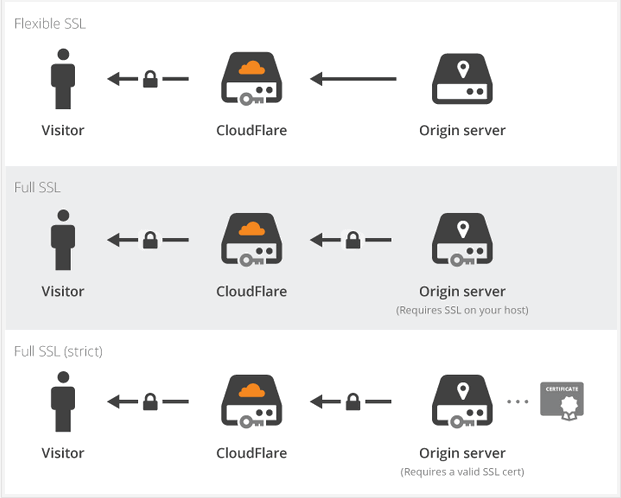 Flexible SSL
Visitor
CloudFlare
Origin server
Full SSL
Visitor
CloudFlare
Origin server
(Requires SSL on your host)
Full SSL (strict)
CERTIFICATE
Visitor
CloudFlare
Origin server
(Requires a valid SSL cert)